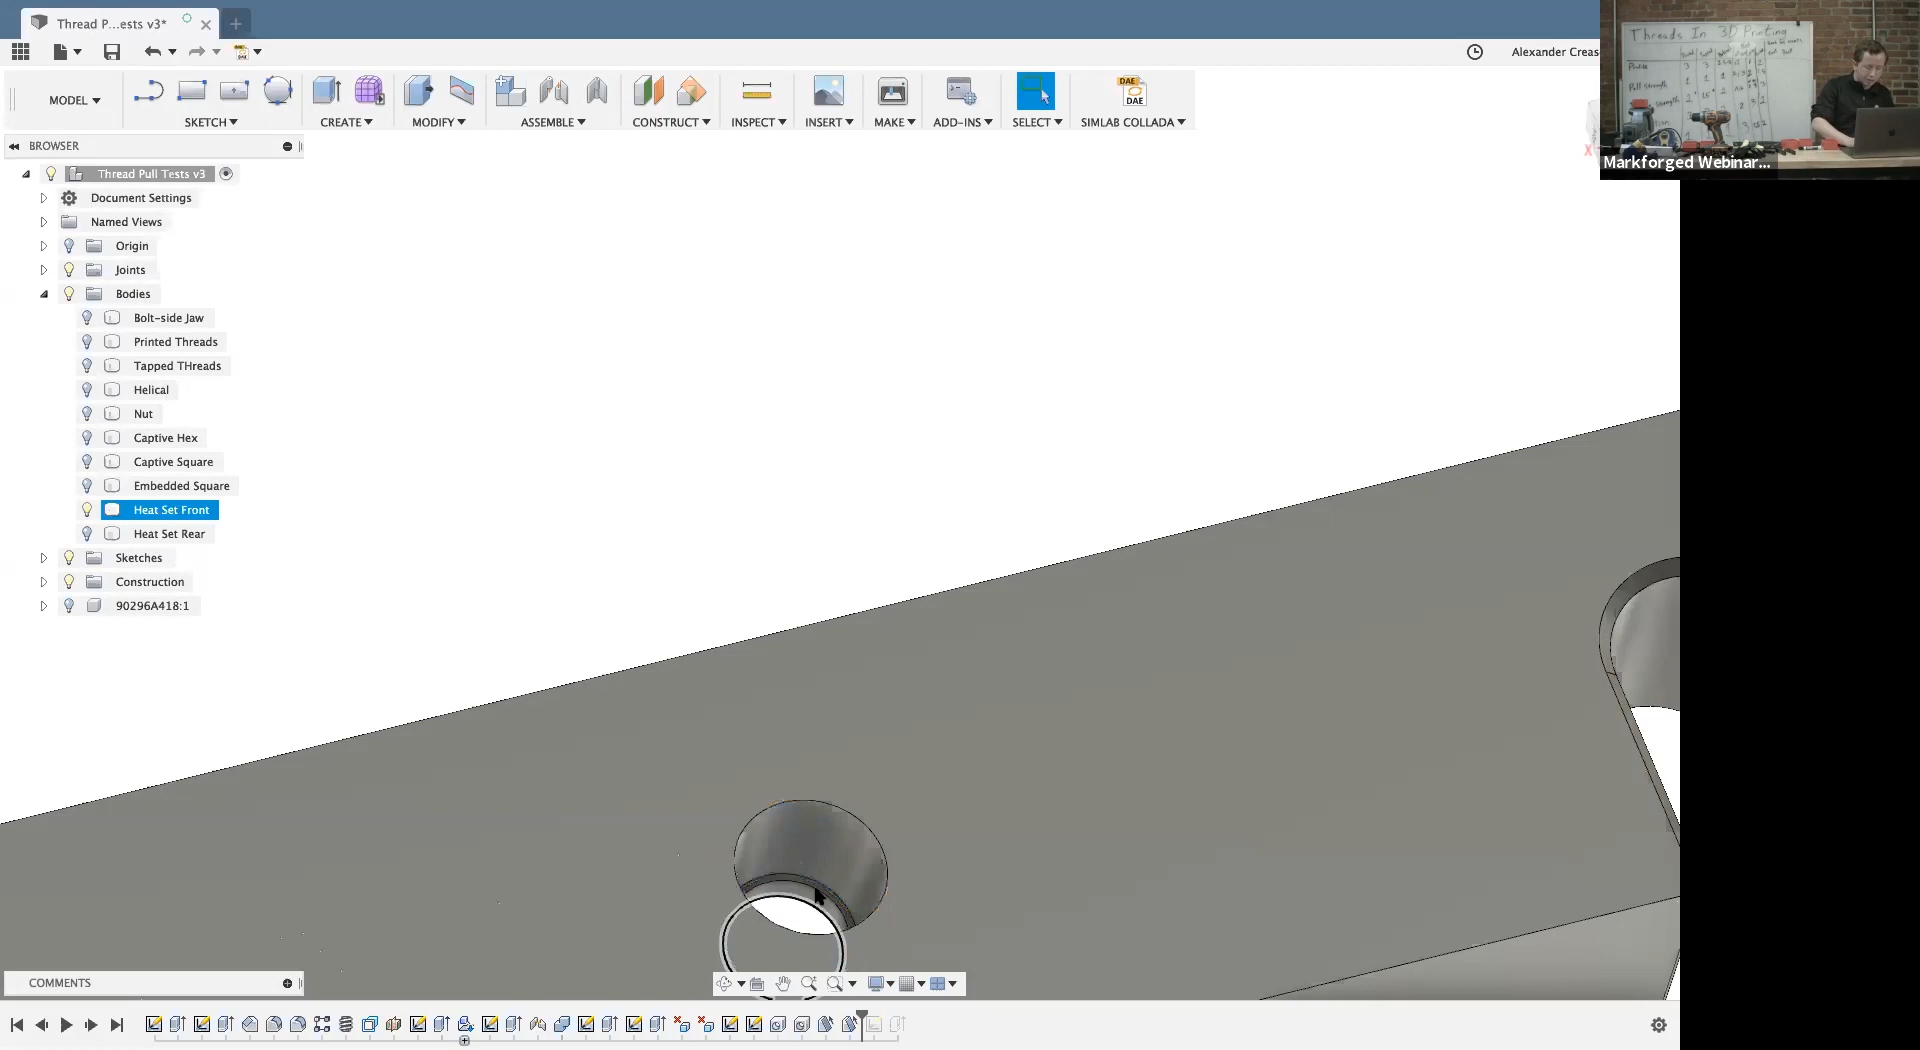 Thread P...ests v3*
Alexander Creas
MODEL
SKETCH
CREATE
MODIFY
ASSEMBLE
CONSTRUCT
INSPECT
INSERT
MAKE
ADD-INS
SELECT
DAE
DAE
SIMLAB COLLADA
Threads In 3D Printing
Markforged Webinar...
X
BROWSER
Thread Pull Tests v3
Document Settings
Named Views
Origin
Joints
Bodies
Bolt-side Jaw
Printed Threads
Tapped THreads
Helical
Nut
Captive Hex
Captive Square
Embedded Square
Heat Set Front
Heat Set Rear
Sketches
Construction
90296A418:1
COMMENTS